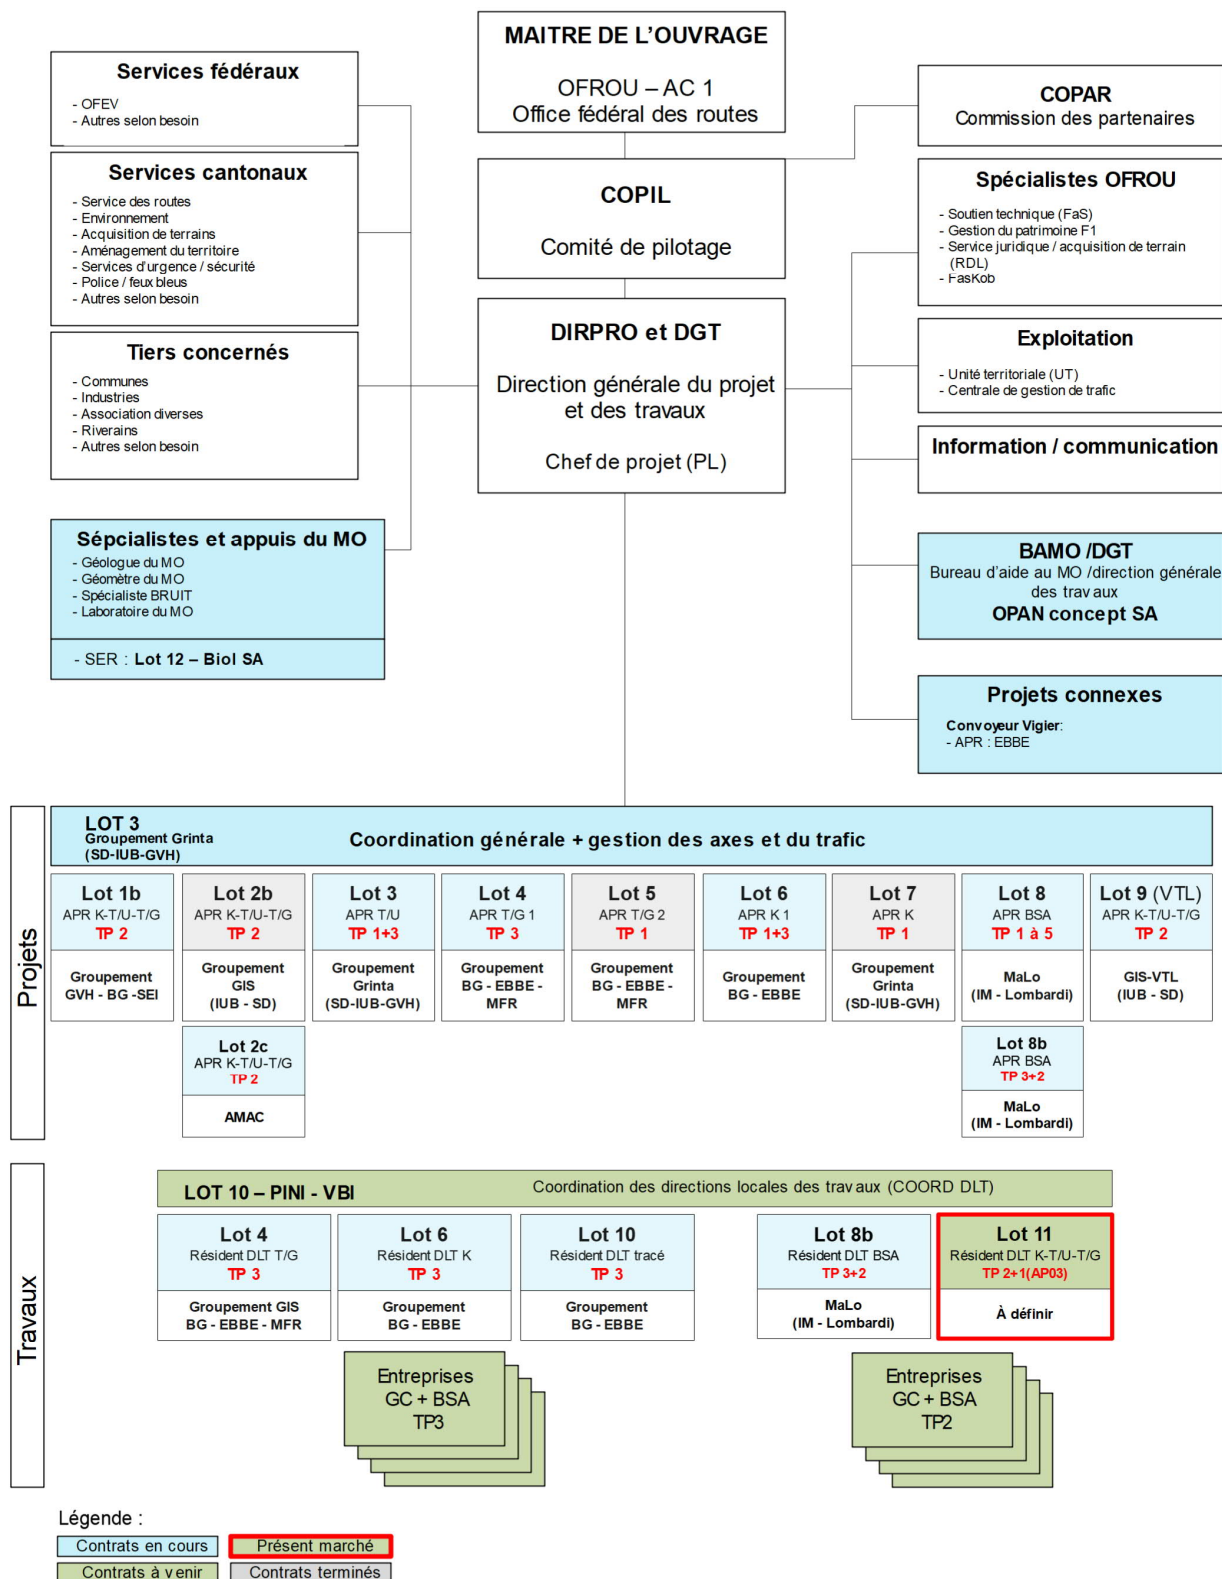 MAITRE DE L'OUVRAGE
OFROU – AC 1
Office fédéral des routes
Services fédéraux
- OFEV
- Autres selon besoin
COPAR
Commission des partenaires
Services cantonaux
- Service des routes
- Environnement
- Acquisition de terrains
- Aménagement du territoire
- Services d'urgence / sécurité
- Police / feux bleus
- Autres selon besoin
COPIL
Comité de pilotage
Spécialistes OFROU
- Soutien technique (FaS)
- Gestion du patrimoine F1
- Service juridique / acquisition de terrain
(RDL)
- FasKob
Tiers concernés
- Communes
- Industries
- Association diverses
- Riverains
- Autres selon besoin
DIRPRO et DGT
Direction générale du projet
et des travaux
Chef de projet (PL)
Exploitation
- Unité territoriale (UT)
- Centrale de gestion de trafic
Information / communication
Sépcialistes et appuis du MO
- Géologue du MO
- Géomètre du MO
- Spécialiste BRUIT
- Laboratoire du MO
- SER : Lot 12 – Biol SA
BAMO /DGT
Bureau d'aide au MO /direction générale
des travaux
OPAN concept SA
Projets connexes
Convoyeur Vigier:
- APR : EBBE
Projets
LOT 3
Groupement Grinta
(SD-IUB-GVH)
Coordination générale + gestion des axes et du trafic
Lot 1b
APR K-T/U-T/G
TP 2
Groupement
GVH - BG -SEI
Lot 2b
APR K-T/U-T/G
TP 2
Groupement
GIS
(IUB - SD)
Lot 3
APR T/U
TP 1+3
Groupement
Grinta
(SD-IUB-GVH)
Lot 4
APR T/G 1
TP 3
Groupement
BG - EBBE -
MFR
Lot 5
APR T/G 2
TP 1
Groupement
BG - EBBE -
MFR
Lot 6
APR K 1
TP 1+3
Groupement
BG - EBBE
Lot 7
APR K
TP 1
Groupement
Grinta
(SD-IUB-GVH)
Lot 8
APR BSA
TP 1 à 5
MaLo
(IM - Lombardi)
Lot 9 (VTL)
APR K-T/U-T/G
TP 2
GIS-VTL
(IUB - SD)
Lot 2c
APR K-T/U-T/G
TP 2
AMAC
Lot 8b
APR BSA
TP 3+2
MaLo
(IM - Lombardi)
Travaux
LOT 10 – PINI - VBI
Coordination des directions locales des travaux (COORD DLT)
Lot 4
Résident DLT T/G
TP 3
Groupement GIS
BG - EBBE - MFR
Lot 6
Résident DLT K
TP 3
Groupement
BG - EBBE
Lot 10
Résident DLT tracé
TP 3
Groupement
BG - EBBE
Lot 8b
Résident DLT BSA
TP 3+2
MaLo
(IM - Lombardi)
Lot 11
Résident DLT K-T/U-T/G
TP 2+1(AP03)
À définir
Entreprises
GC + BSA
TP3
Entreprises
GC + BSA
TP2
Légende :
Contrats en cours
Présent marché
Contrats à venir
Contrats terminés